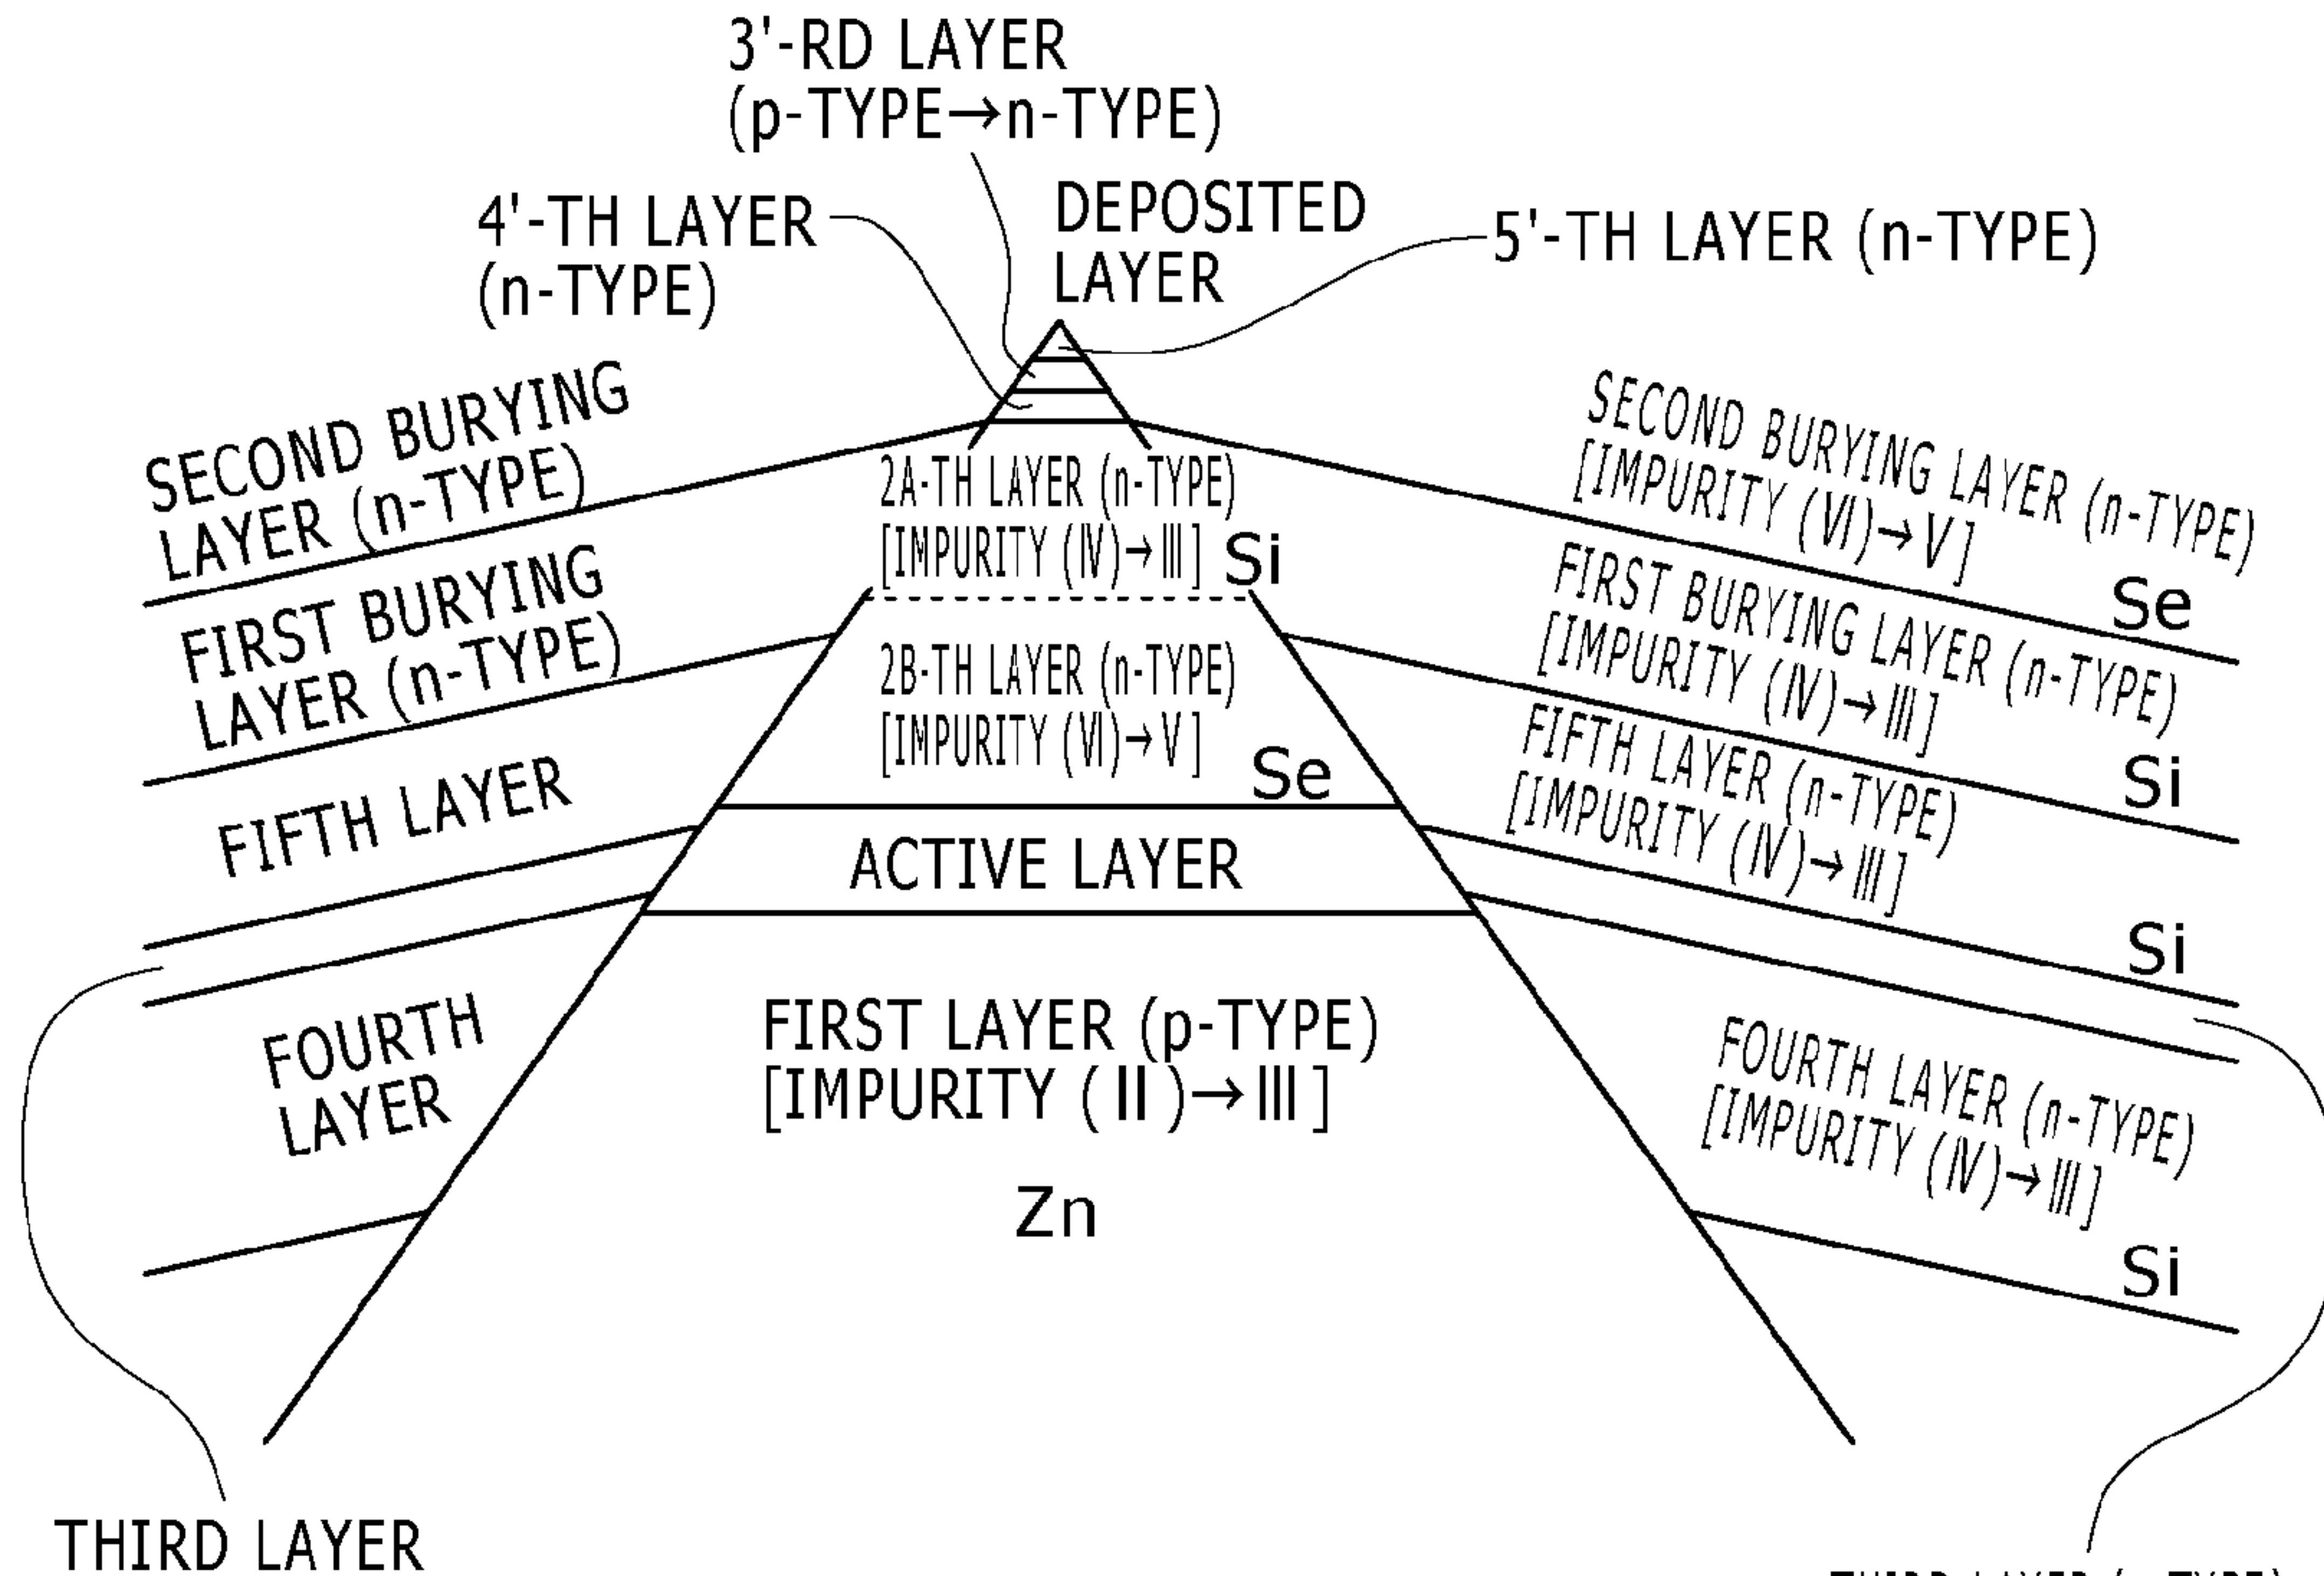 3'-RD LAYER
(p-TYPE→n-TYPE)
4'-TH LAYER
(n-TYPE)
DEPOSITED
LAYER
5'-TH LAYER (n-TYPE)
SECOND BURYING
LAYER (n-TYPE)
FIRST BURYING
LAYER (n-TYPE)
FIFTH LAYER
FOURTH
LAYER
THIRD LAYER
2A-TH LAYER (n-TYPE)
[IMPURITY (Ⅳ)→Ⅲ] Si
2B-TH LAYER (n-TYPE)
[IMPURITY (Ⅵ)→Ⅴ]
Se
ACTIVE LAYER
FIRST LAYER (p-TYPE)
[IMPURITY (Ⅱ)→Ⅲ]
Zn
SECOND BURYING LAYER (n-TYPE)
[IMPURITY (Ⅵ)→Ⅴ]
Se
FIRST BURYING LAYER (n-TYPE)
[IMPURITY (Ⅳ)→Ⅲ]
Si
FIFTH LAYER (n-TYPE)
[IMPURITY (Ⅳ)→Ⅲ]
Si
FOURTH LAYER (n-TYPE)
[IMPURITY (Ⅳ)→Ⅲ]
Si